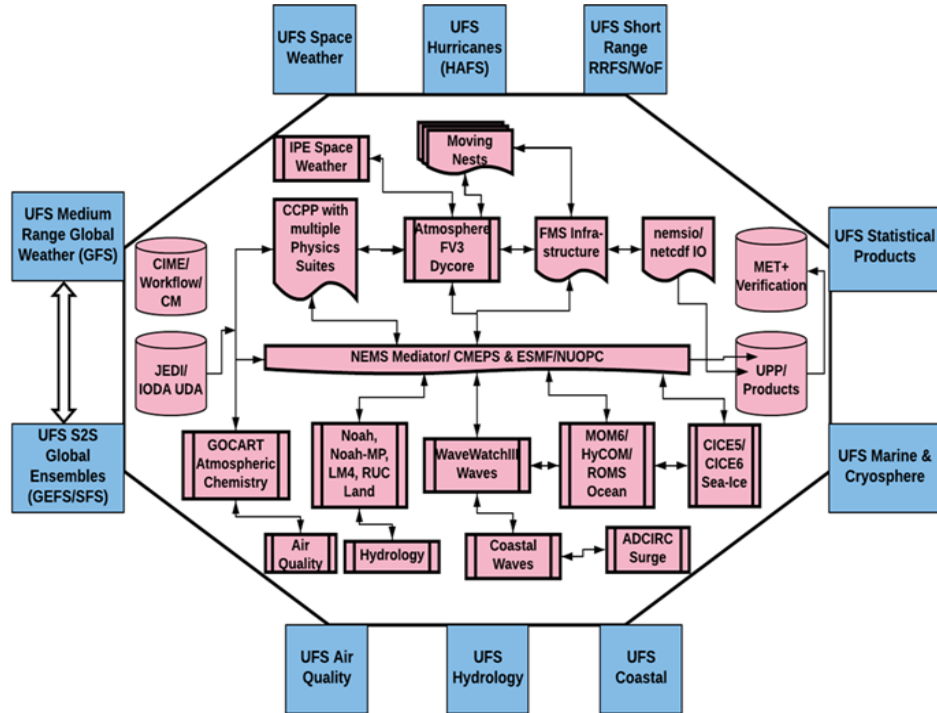 UFS Space
Weather
UFS
Hurricanes
(HAFS)
UFS Short
Range
RRFS/WoF
IPE Space
Weather
Moving
Nests
UFS Medium
Range Global
Weather (GFS)
CIME/
Workflow/
CM
CCPP with
multiple
Physics
Suites
Atmosphere
FV3
Dycore
FMS Infra-
structure
nemsio/
netcdf IO
MET+
Verification
UFS Statistical
Products
JEDI/
IODA UDA
NEMS Mediator/ CMEPS & ESMF/NUOPC
UPP/
Products
UFS S2S
Global
Ensembles
(GEFS/SFS)
GOCART
Atmospheric
Chemistry
Noah,
Noah-MP,
LM4, RUC
Land
WaveWatchIII
Waves
MOM6/
HyCOM/
ROMS
Ocean
CICE5/
CICE6
Sea-Ice
UFS Marine &
Cryosphere
Air
Quality
Hydrology
Coastal
Waves
ADCIRC
Surge
UFS Air
Quality
UFS
Hydrology
UFS
Coastal